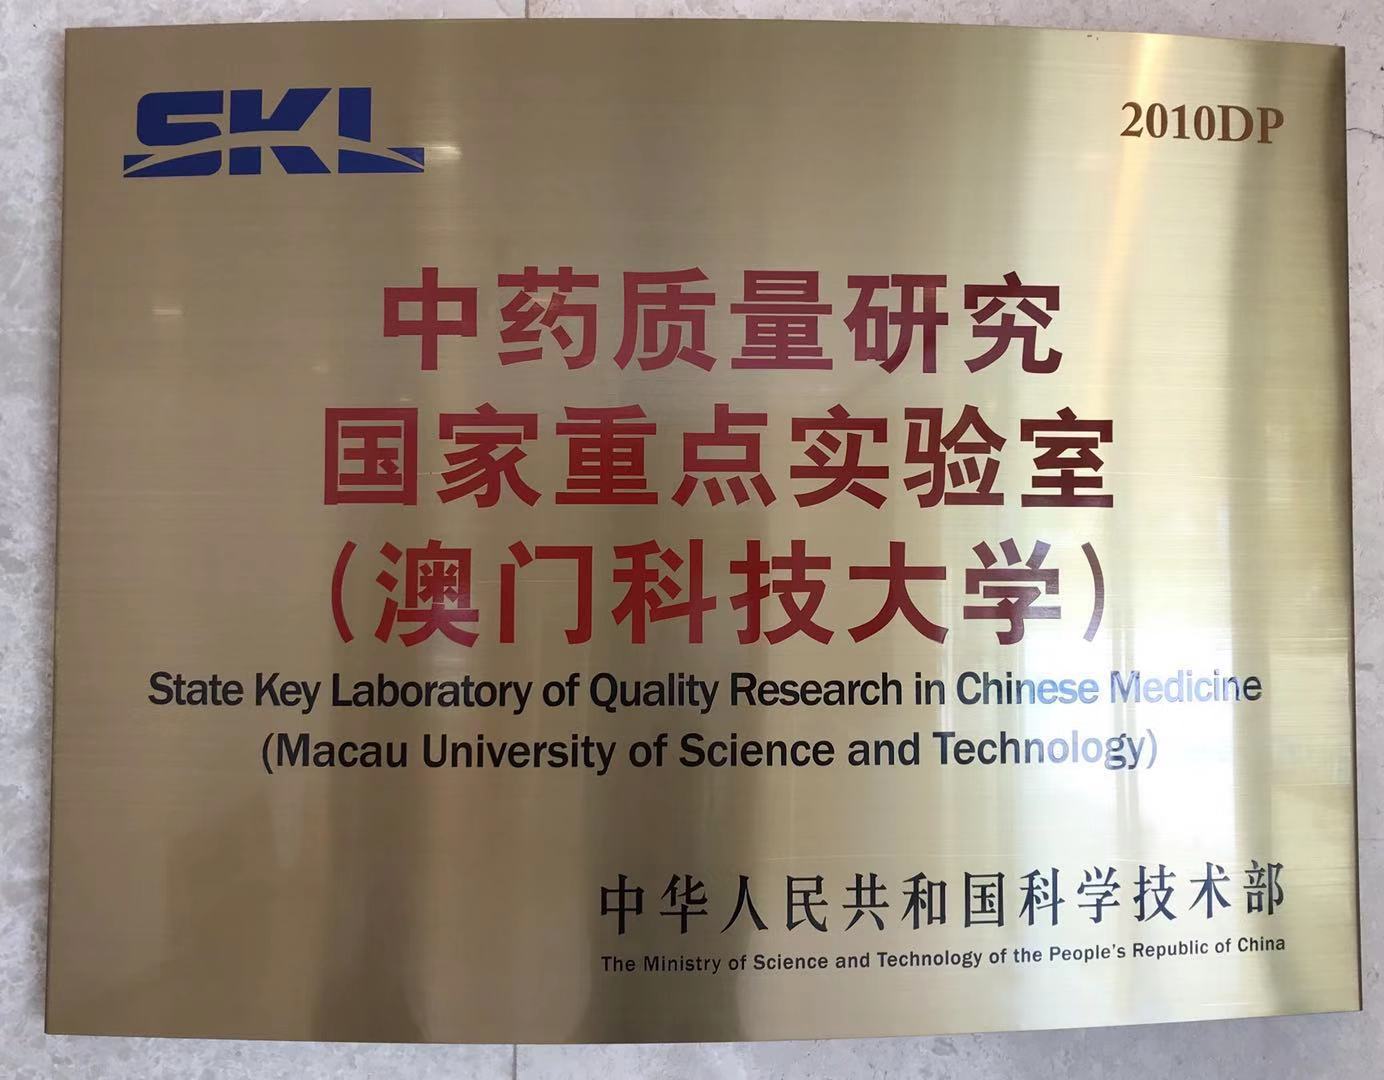 SKL
2010DP
中药质量研究
国家重点实验室
（澳门科技大学）
State Key Laboratory of Quality Research in Chinese Medicine
(Macau University of Science and Technology)
中华人民共和国科学技术部
The Ministry of Science and Technology of the People's Republic of China